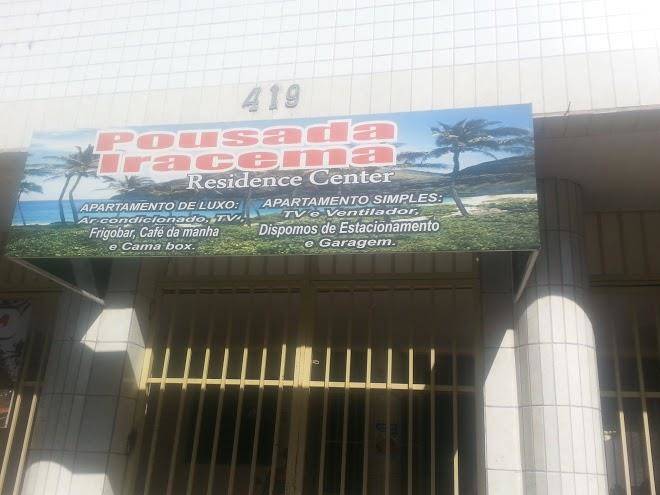 419
Pousada
Iracema
Residence Center
APARTAMENTO DE LUXO:
Ar condicionado, TV,
Frigobar, Café da manha
e Cama box.
APARTAMENTO SIMPLES:
TV e Ventilador,
Dispomos de Estacionamento
e Garagem.